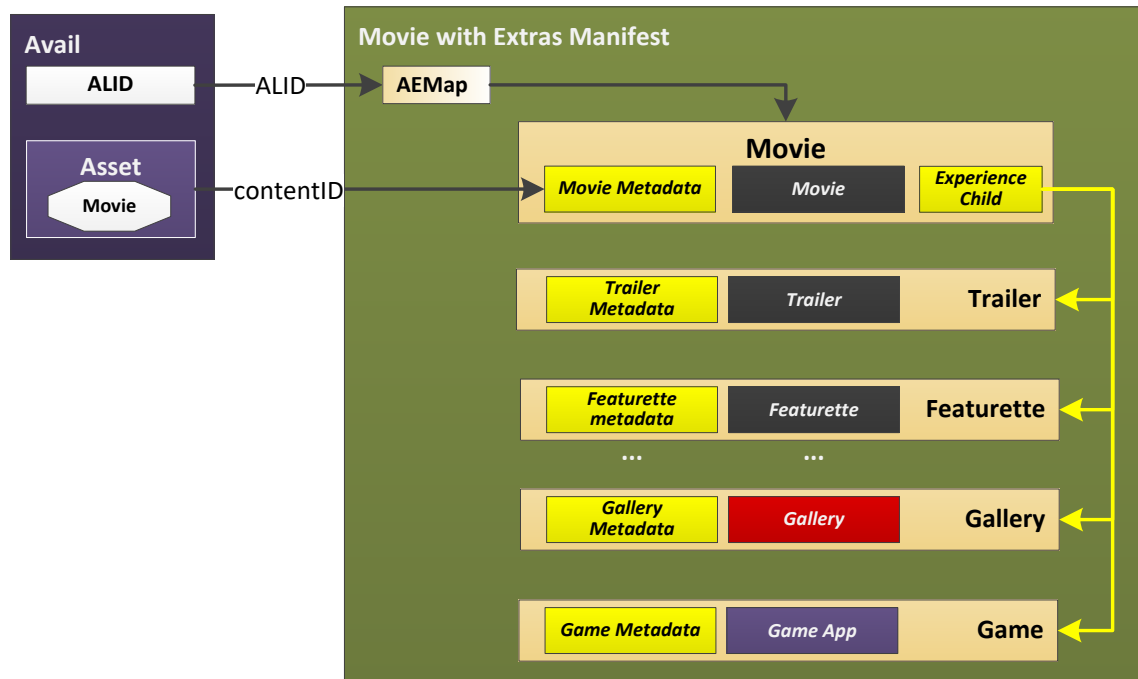 Avail
ALID
Asset
Movie
ALID
contentID
Movie with Extras Manifest
AEMap
Movie
Movie Metadata
Movie
Experience
Child
Trailer
Metadata
Trailer
Trailer
Featurette
metadata
Featurette
Featurette
...
...
Gallery
Metadata
Gallery
Gallery
Game Metadata
Game App
Game